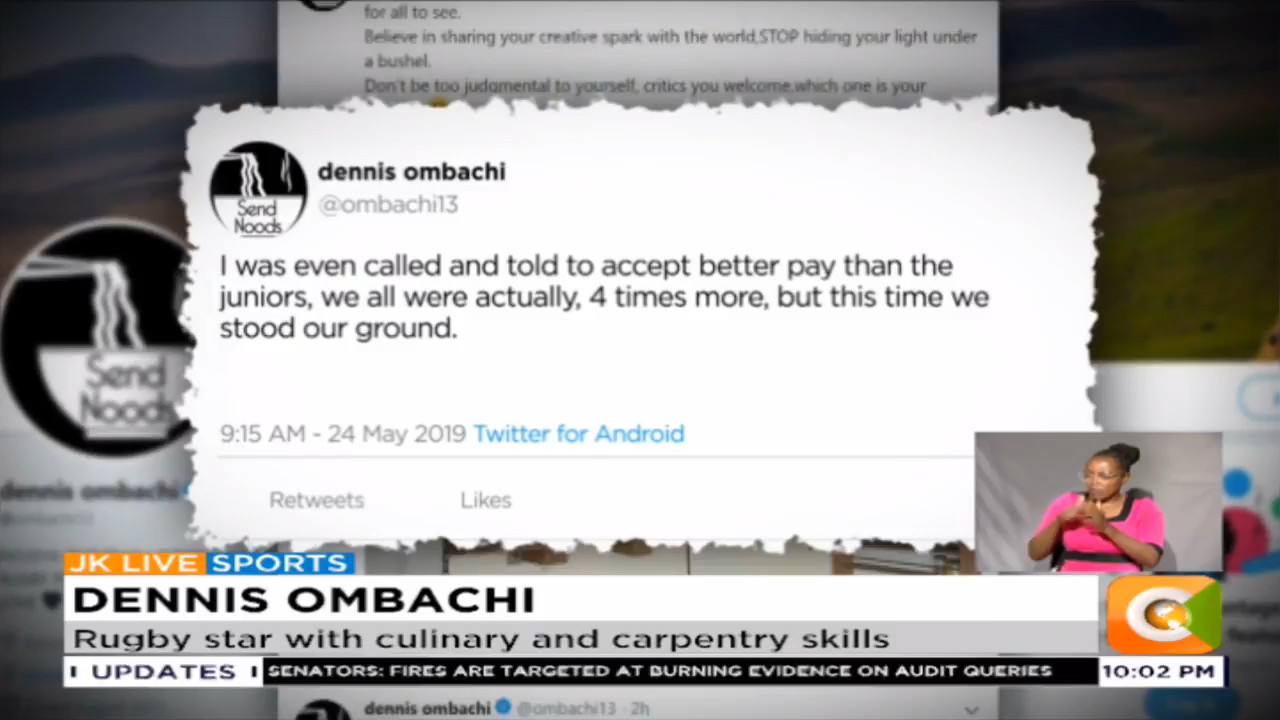 for all to see.
Believe in sharing your creative spark with the world,STOP hiding your light under
a bushel.
Don't be too judgmental to yourself, critics you welcome,which one is your
dennis ombachi
@ombachi13
Send
Noods
I was even called and told to accept better pay than the
juniors, we all were actually, 4 times more, but this time we
stood our ground.
9:15 AM - 24 May 2019 Twitter for Android
Retweets Likes
Send
Noods
dennis ombachi
JK LIVE SPORTS
DENNIS OMBACHI
Rugby star with culinary and carpentry skills
UPDATES SENATORS: FIRES ARE TARGETED AT BURNING EVIDENCE ON AUDIT QUERIES 10:02 PM
dennis ombachi @ombachi13 · 2h